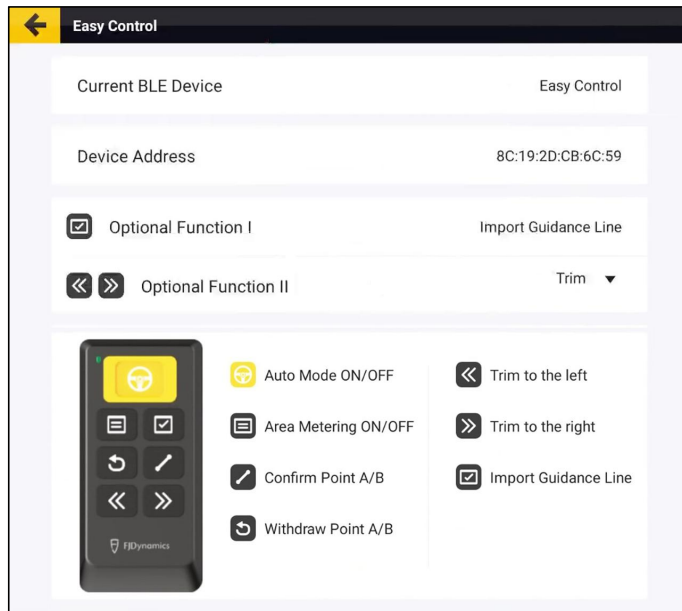 Easy Control
Current BLE Device Easy Control
Device Address 8C:19:2D:CB:6C:59
Optional Function I Import Guidance Line
Optional Function II Trim
Auto Mode ON/OFF
Area Metering ON/OFF
Confirm Point A/B
Withdraw Point A/B
Trim to the left
Trim to the right
Import Guidance Line
FJDynamics